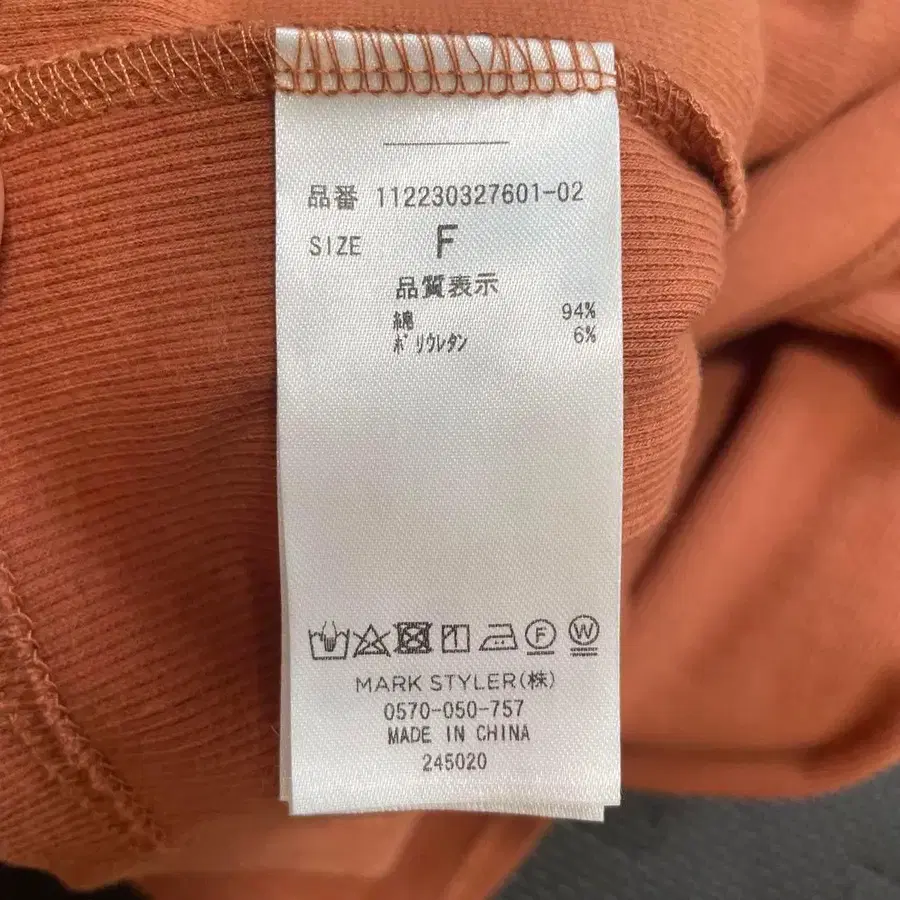 品番 112230327601-02
SIZE F
品質表示
綿 94%
ポリウレタン 6%
F W
MARK STYLER(株)
0570-050-757
MADE IN CHINA
245020